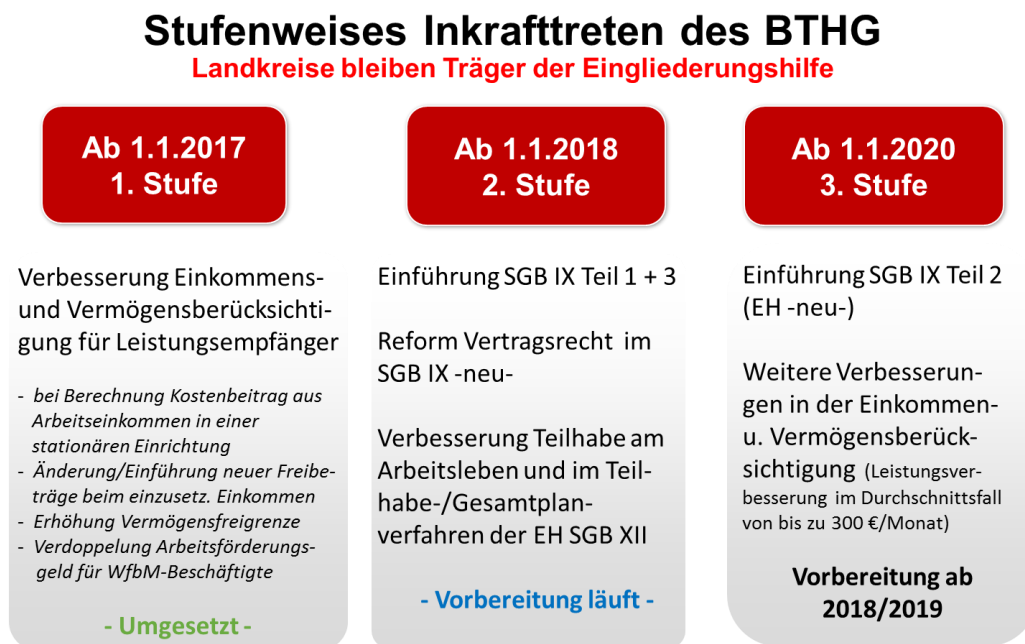 Stufenweises Inkrafttreten des BTHG
Landkreise bleiben Träger der Eingliederungshilfe
Ab 1.1.2017
1. Stufe
Verbesserung Einkommens-
und Vermögensberücksichti-
gung für Leistungsempfänger
- bei Berechnung Kostenbeitrag aus
Arbeitseinkommen in einer
stationären Einrichtung
- Änderung/Einführung neuer Freibe-
träge beim einzusetz. Einkommen
- Erhöhung Vermögensfreigrenze
- Verdoppelung Arbeitsförderungs-
geld für WfbM-Beschäftigte
- Umgesetzt -
Ab 1.1.2018
2. Stufe
Einführung SGB IX Teil 1 + 3
Reform Vertragsrecht im
SGB IX -neu-
Verbesserung Teilhabe am
Arbeitsleben und im Teil-
habe-/Gesamtplan-
verfahren der EH SGB XII
- Vorbereitung läuft -
Ab 1.1.2020
3. Stufe
Einführung SGB IX Teil 2
(EH -neu-)
Weitere Verbesserun-
gen in der Einkommen-
u. Vermögensberück-
sichtigung (Leistungsver-
besserung im Durchschnittsfall
von bis zu 300 €/Monat)
Vorbereitung ab
2018/2019